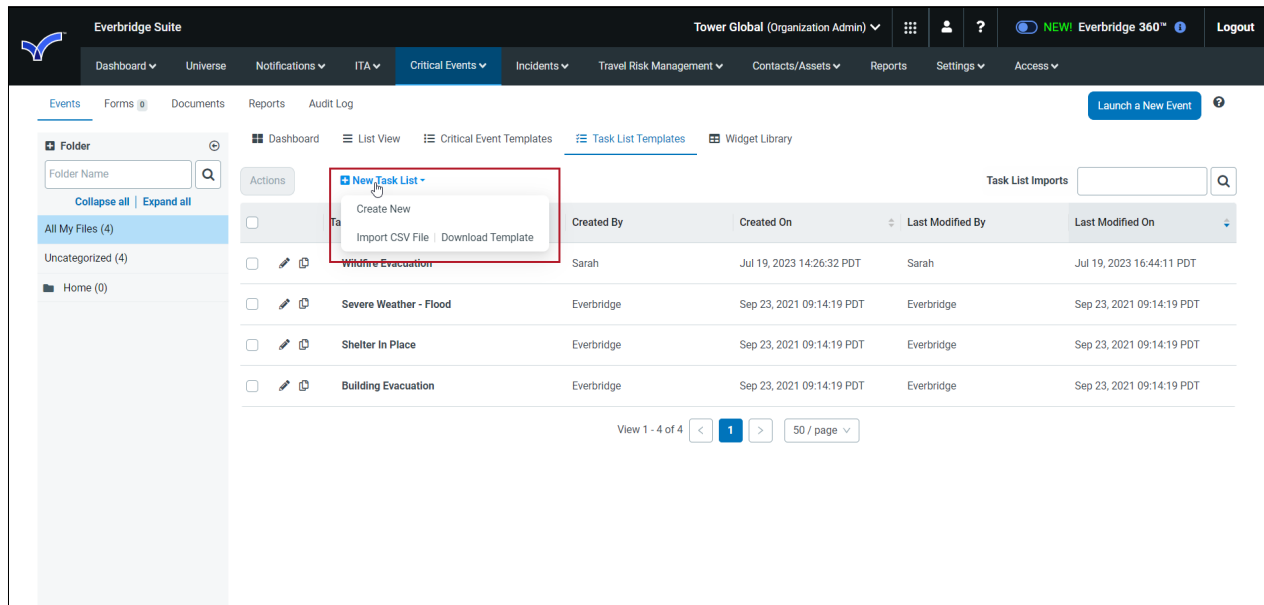 Everbridge Suite
Tower Global (Organization Admin)
?
NEW! Everbridge 360™
Logout
Dashboard Universe Notifications ITA Critical Events Incidents Travel Risk Management Contacts/Assets Reports Settings Access
Events Forms 0 Documents Reports Audit Log
Launch a New Event
?
Folder
Dashboard List View Critical Event Templates Task List Templates Widget Library
Folder Name
Collapse all | Expand all
Actions
New Task List
Task List Imports
Create New
Import CSV File | Download Template
All My Files (4)
Ta Created By Created On Last Modified By Last Modified On
Uncategorized (4)
Wildfire Evacuation Sarah Jul 19, 2023 14:26:32 PDT Sarah Jul 19, 2023 16:44:11 PDT
Home (0)
Severe Weather - Flood Everbridge Sep 23, 2021 09:14:19 PDT Everbridge Sep 23, 2021 09:14:19 PDT
Shelter In Place Everbridge Sep 23, 2021 09:14:19 PDT Everbridge Sep 23, 2021 09:14:19 PDT
Building Evacuation Everbridge Sep 23, 2021 09:14:19 PDT Everbridge Sep 23, 2021 09:14:19 PDT
View 1 - 4 of 4 < 1 > 50 / page